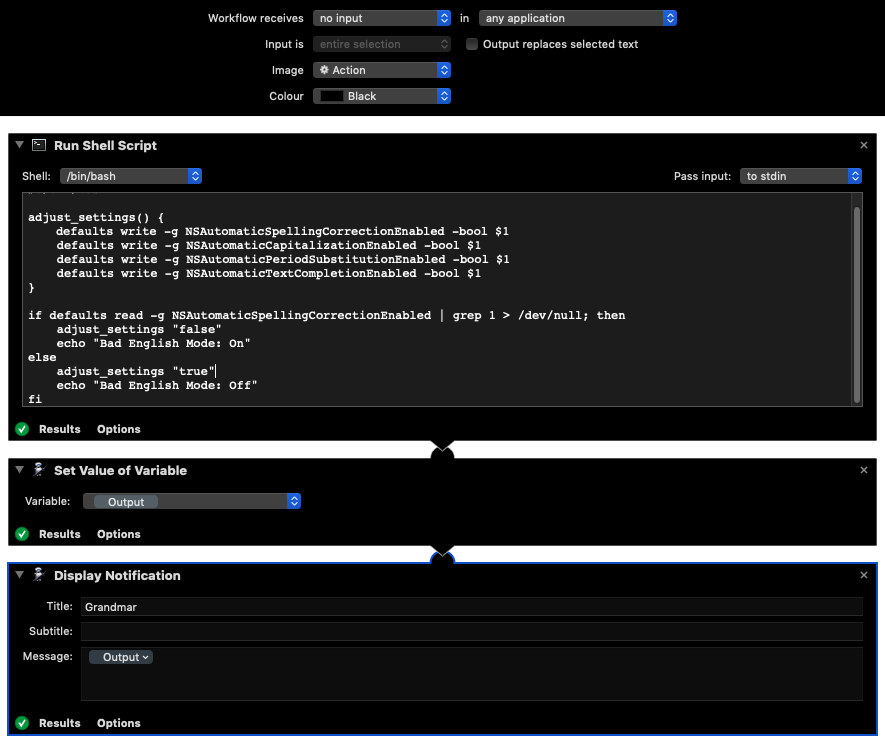 Workflow receives no input in any application
Input is entire selection Output replaces selected text
Image Action
Colour Black
Run Shell Script
Shell: /bin/bash Pass input: to stdin
adjust_settings() {
    defaults write -g NSAutomaticSpellingCorrectionEnabled -bool $1
    defaults write -g NSAutomaticCapitalizationEnabled -bool $1
    defaults write -g NSAutomaticPeriodSubstitutionEnabled -bool $1
    defaults write -g NSAutomaticTextCompletionEnabled -bool $1
}
if defaults read -g NSAutomaticSpellingCorrectionEnabled | grep 1 > /dev/null; then
    adjust_settings "false"
    echo "Bad English Mode: On"
else
    adjust_settings "true"
    echo "Bad English Mode: Off"
fi
Results Options
Set Value of Variable
Variable: Output
Results Options
Display Notification
Title: Grandmar
Subtitle:
Message: Output
Results Options